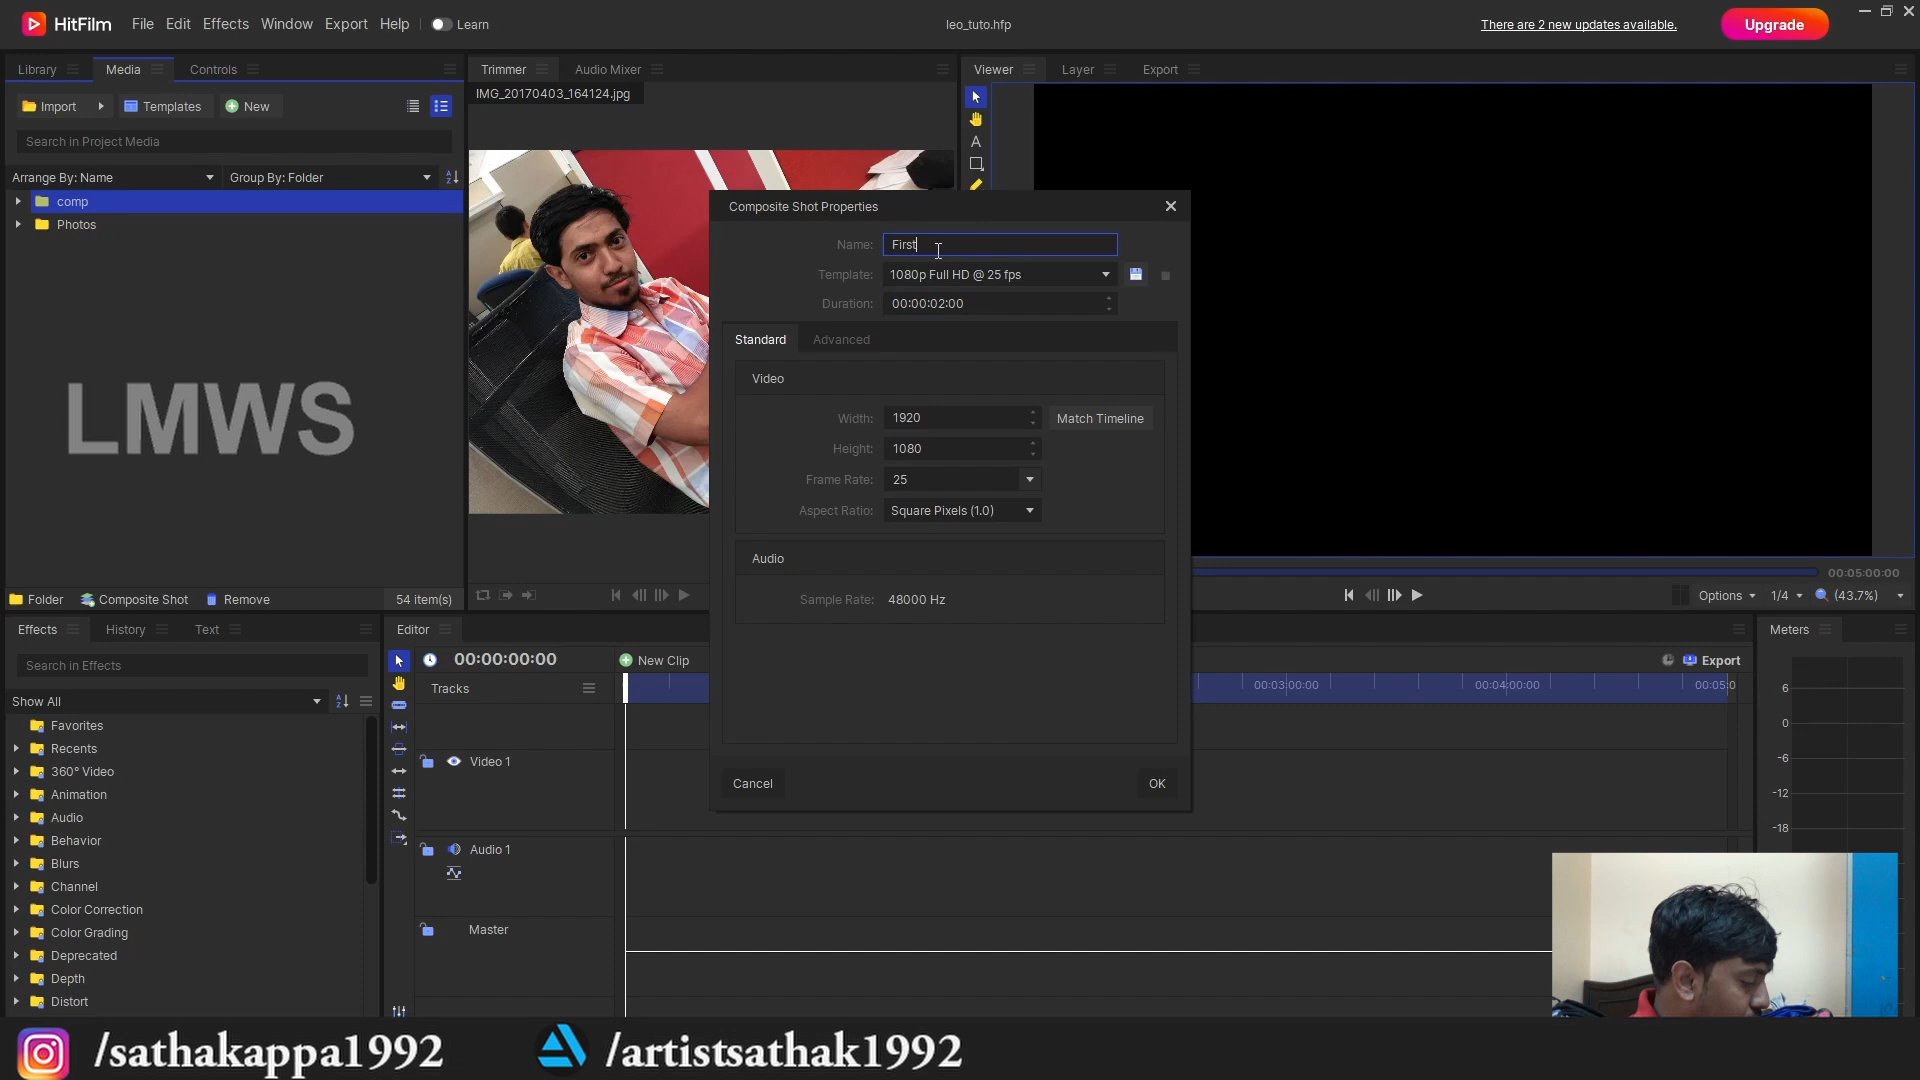 HitFilm File Edit Effects Window Export Help Learn leo_tuto.hfp There are 2 new updates available. Upgrade
Library Media Controls Trimmer Audio Mixer Viewer Layer Export
IMG_20170403_164124.jpg
Import Templates New
Search in Project Media
Arrange By: Name Group By: Folder
comp
Photos
LMWS
Folder Composite Shot Remove 54 item(s)
Composite Shot Properties
Name: First
Template: 1080p Full HD @ 25 fps
Duration: 00:00:02:00
Standard Advanced
Video
Width: 1920 Match Timeline
Height: 1080
Frame Rate: 25
Aspect Ratio: Square Pixels (1.0)
Audio
Sample Rate: 48000 Hz
Cancel OK
00:05:00:00
Options 1/4 (43.7%)
Effects History Text
Search in Effects
Show All
Favorites
Recents
360° Video
Animation
Audio
Behavior
Blurs
Channel
Color Correction
Color Grading
Deprecated
Depth
Distort
Editor
00:00:00:00 New Clip Export
Tracks 00:03:00:00 00:04:00:00 00:05:0
Video 1
Audio 1
Master
Meters
6
0
-6
-12
-18
/sathakappa1992 /artistsathak1992